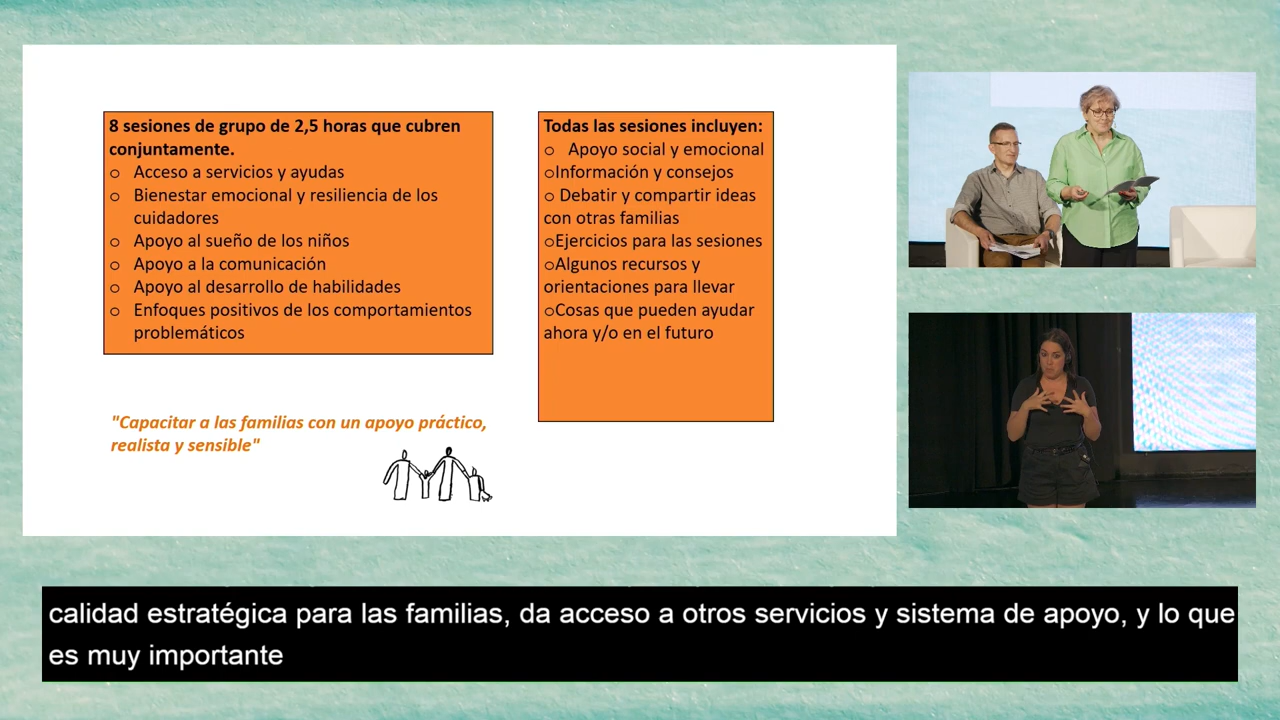 8 sesiones de grupo de 2,5 horas que cubren
conjuntamente.
o Acceso a servicios y ayudas
o Bienestar emocional y resiliencia de los
cuidadores
o Apoyo al sueño de los niños
o Apoyo a la comunicación
o Apoyo al desarrollo de habilidades
o Enfoques positivos de los comportamientos
problemáticos
Todas las sesiones incluyen:
o Apoyo social y emocional
oInformación y consejos
o Debatir y compartir ideas
con otras familias
oEjercicios para las sesiones
oAlgunos recursos y
orientaciones para llevar
oCosas que pueden ayudar
ahora y/o en el futuro
"Capacitar a las familias con un apoyo práctico,
realista y sensible"
calidad estratégica para las familias, da acceso a otros servicios y sistema de apoyo, y lo que
es muy importante